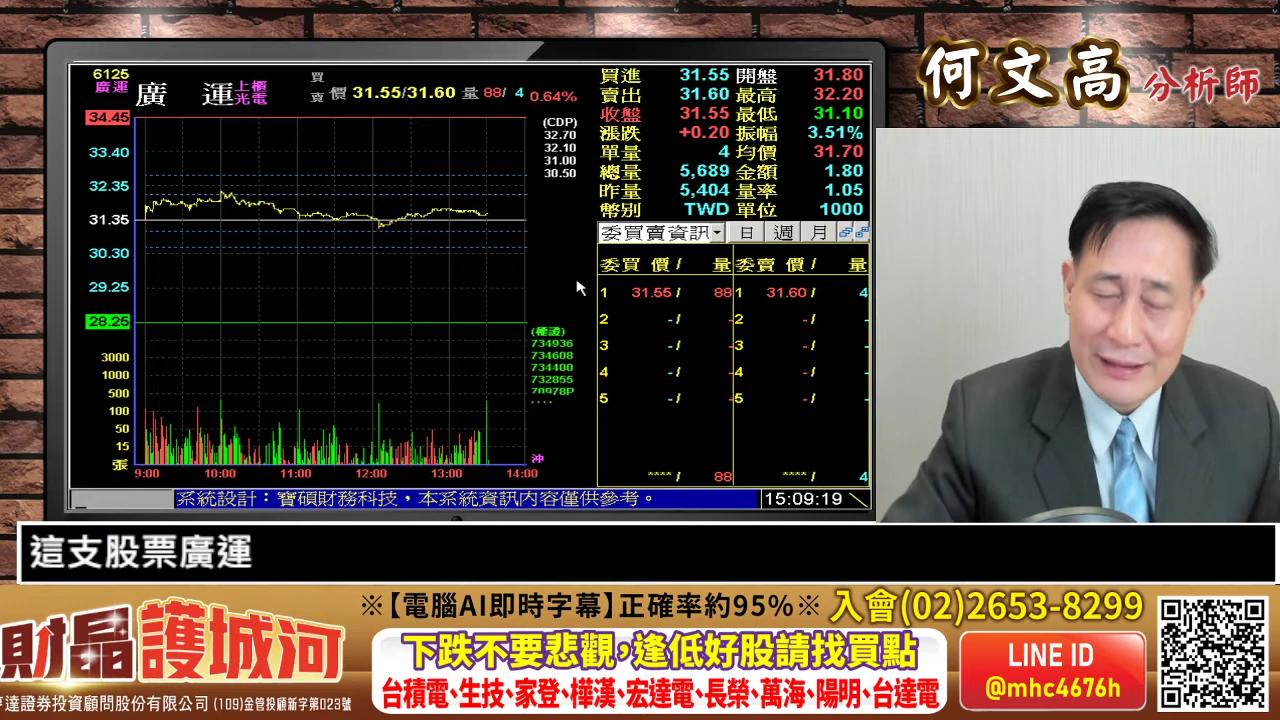 何文高 分析師
6125
廣運
廣 運
上櫃
光電
買
賣
價 31.55/31.60 量 88/ 4 0.64%
34.45
33.40
32.35
31.35
30.30
29.25
28.25
3000
1000
500
100
50
15
張
9:00 10:00 11:00 12:00 13:00 14:00
(CDP)
32.70
32.10
31.00
30.50
(權證)
734936
734608
734400
732855
70978P
....
沖
買進 31.55 開盤 31.80
賣出 31.60 最高 32.20
收盤 31.55 最低 31.10
漲跌 +0.20 振幅 3.51%
單量 4 均價 31.70
總量 5,689 金額 1.80
昨量 5,404 量率 1.05
幣別 TWD 單位 1000
委買賣資訊 日 週 月
委買 價/ 量 委賣 價/ 量
1 31.55/ 88 1 31.60/ 4
2 -/ - 2 -/ -
3 -/ - 3 -/ -
4 -/ - 4 -/ -
5 -/ - 5 -/ -
****/ 88 ****/ 4
系統設計：寶碩財務科技，本系統資訊內容僅供參考。
15:09:19
這支股票廣運
※【電腦AI即時字幕】正確率約95%※ 入會(02)2653-8299
財晶護城河
下跌不要悲觀，逢低好股請找買點
台積電、生技、家登、樺漢、宏達電、長榮、萬海、陽明、台達電
LINE ID
@mhc4676h
亨達證券投資顧問股份有限公司 (109)金管投顧新字第028號